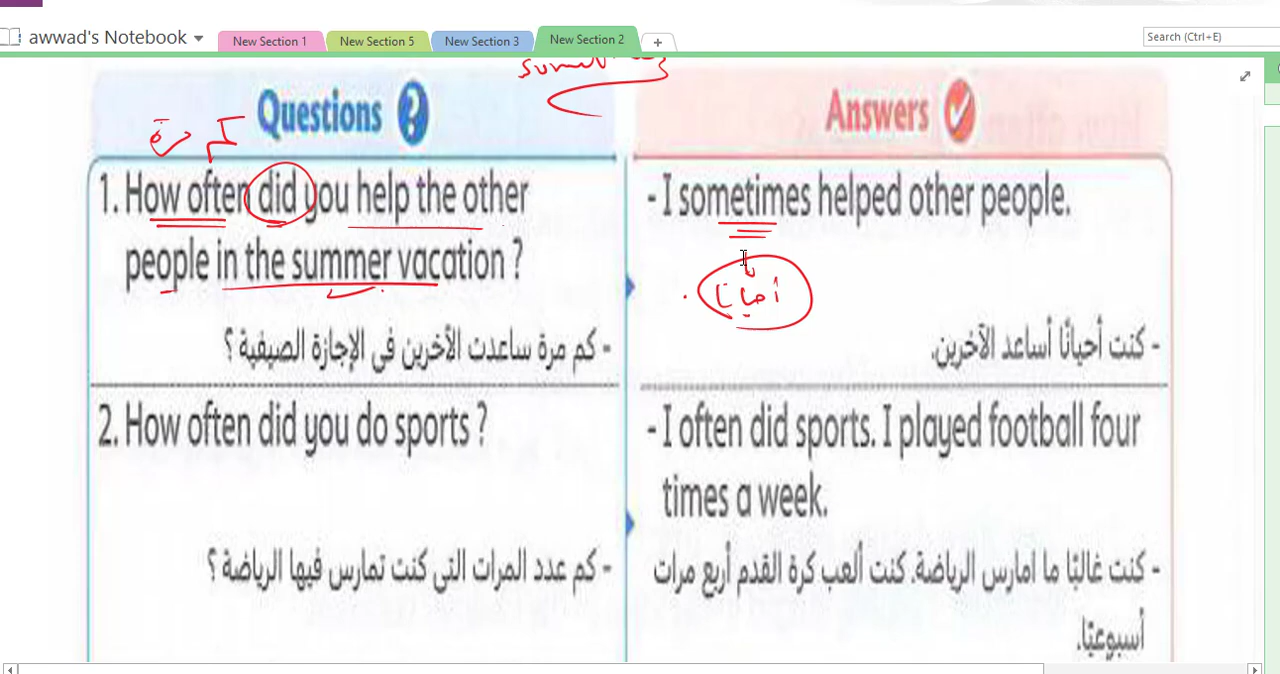 awwad's Notebook
New Section 1
New Section 5
New Section 3
New Section 2
+
Search (Ctrl+E)
Questions ?
Answers
كم مرة
1. How often did you help the other
people in the summer vacation ?
- كم مرة ساعدت الأخرين فى الإجازة الصيفية ؟
- I sometimes helped other people.
أحيانًا
- كنت أحيانًا أساعد الآخرين.
2. How often did you do sports ?
- كم عدد المرات التى كنت تمارس فيها الرياضة ؟
- I often did sports. I played football four
times a week.
- كنت غالبًا ما امارس الرياضة. كنت ألعب كرة القدم أربع مرات
أسبوعيًا.